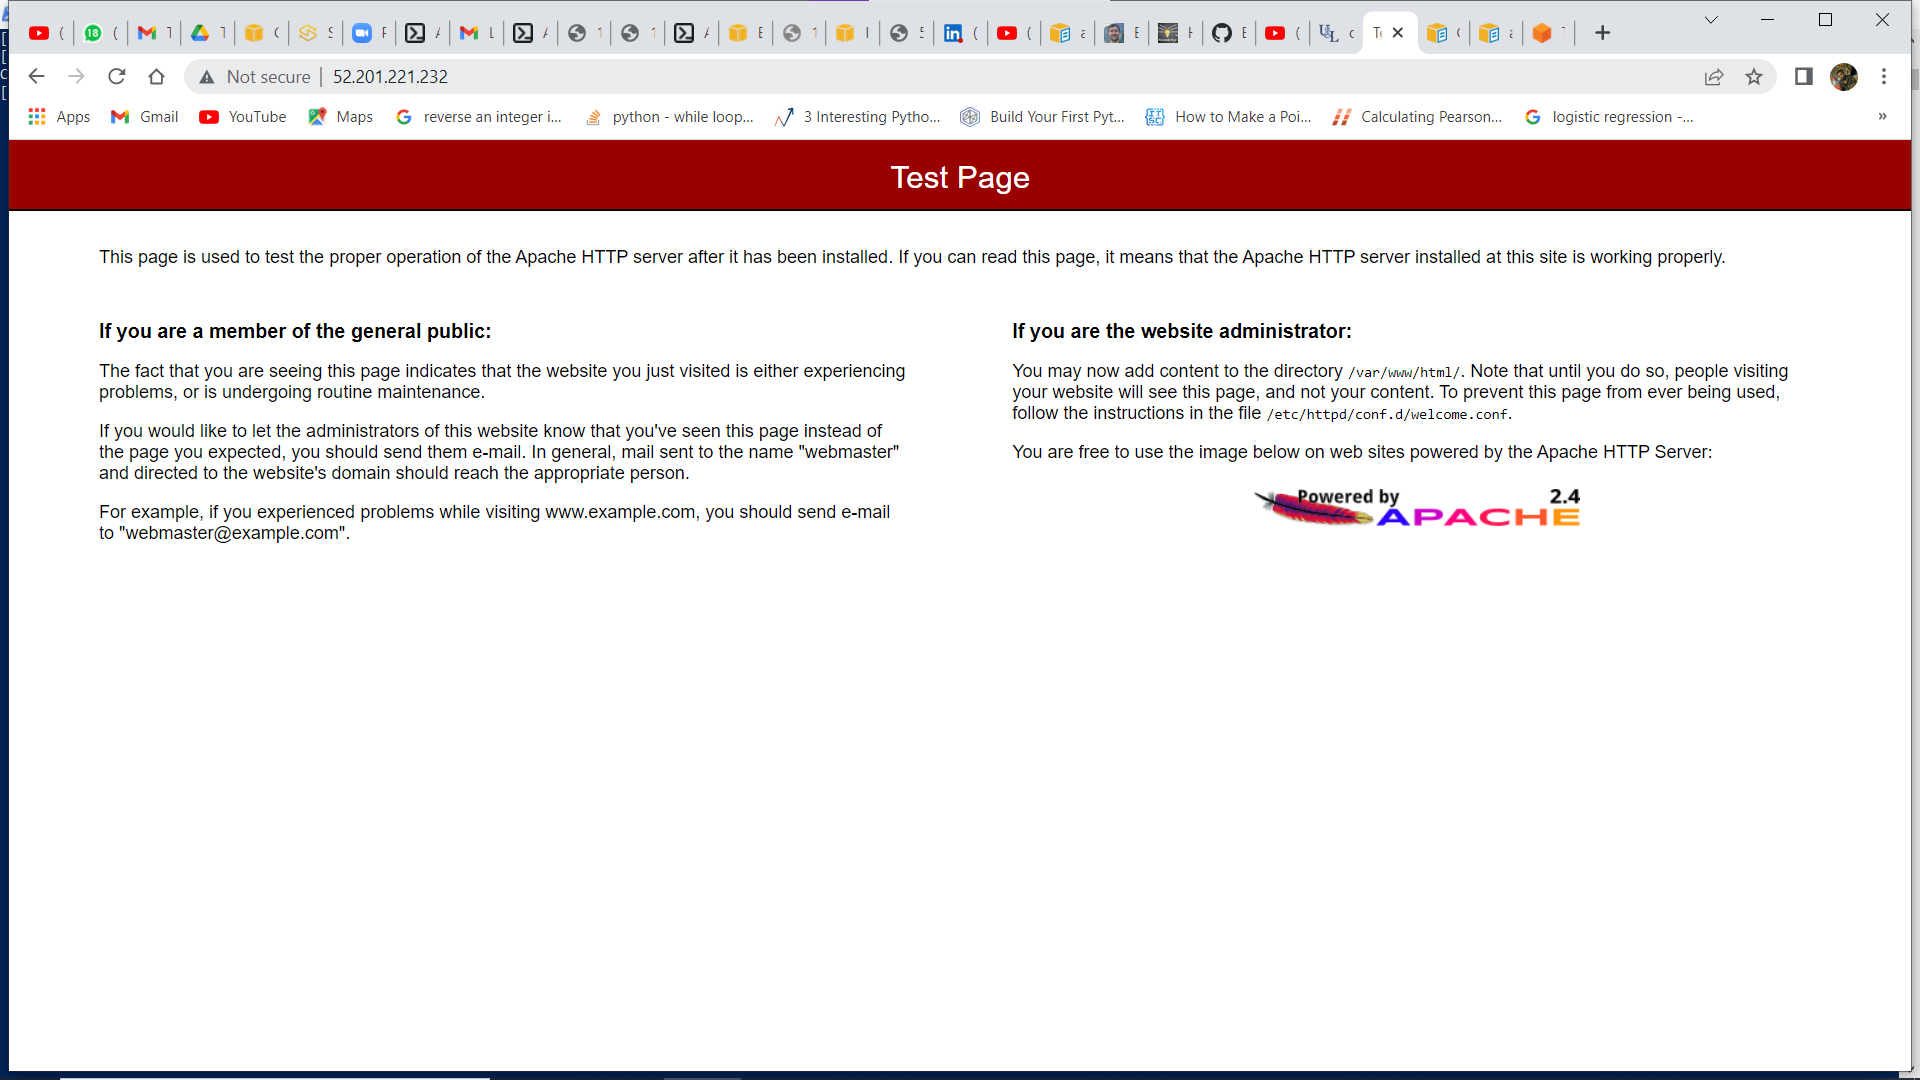 18
Te
Not secure
52.201.221.232
Apps
Gmail
YouTube
Maps
reverse an integer i...
python - while loop...
3 Interesting Pytho...
Build Your First Pyt...
How to Make a Poi...
Calculating Pearson...
logistic regression -...
»
Test Page
This page is used to test the proper operation of the Apache HTTP server after it has been installed. If you can read this page, it means that the Apache HTTP server installed at this site is working properly.
If you are a member of the general public:
The fact that you are seeing this page indicates that the website you just visited is either experiencing
problems, or is undergoing routine maintenance.
If you would like to let the administrators of this website know that you've seen this page instead of
the page you expected, you should send them e-mail. In general, mail sent to the name "webmaster"
and directed to the website's domain should reach the appropriate person.
For example, if you experienced problems while visiting www.example.com, you should send e-mail
to "webmaster@example.com".
If you are the website administrator:
You may now add content to the directory /var/www/html/. Note that until you do so, people visiting
your website will see this page, and not your content. To prevent this page from ever being used,
follow the instructions in the file /etc/httpd/conf.d/welcome.conf.
You are free to use the image below on web sites powered by the Apache HTTP Server:
Powered by 2.4
APACHE